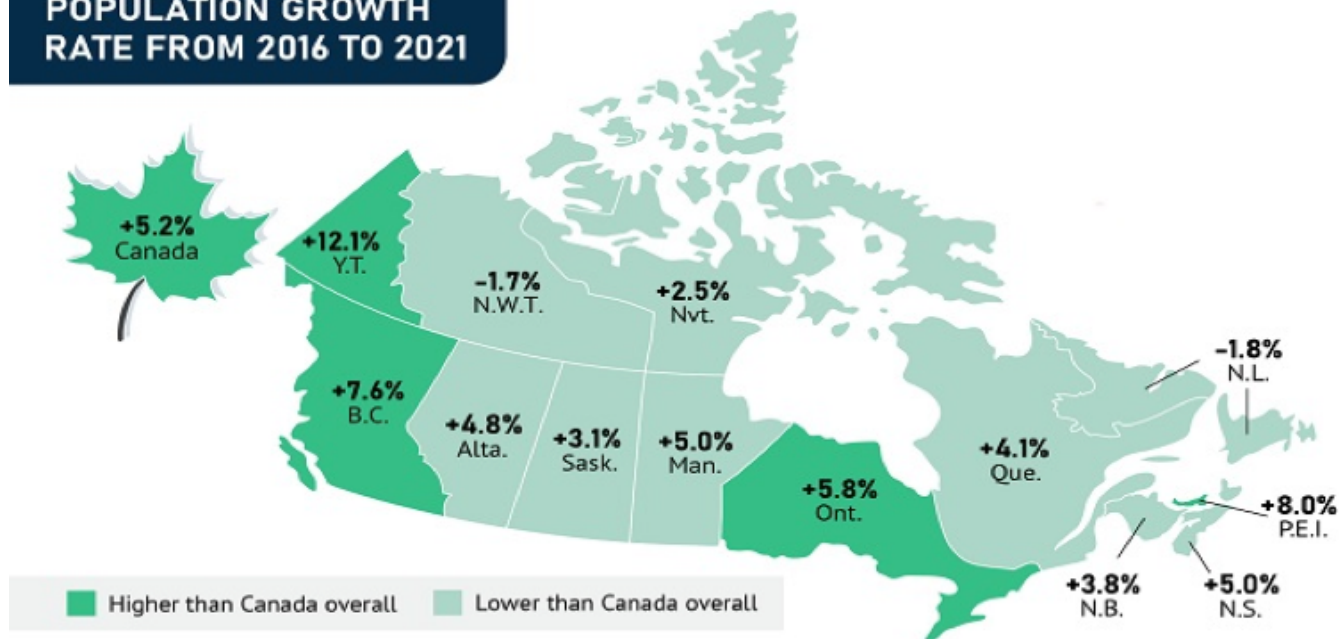 POPULATION GROWTH
RATE FROM 2016 TO 2021
+5.2%
Canada
+12.1%
Y.T.
−1.7%
N.W.T.
+2.5%
Nvt.
−1.8%
N.L.
+7.6%
B.C.
+4.8%
Alta.
+3.1%
Sask.
+5.0%
Man.
+5.8%
Ont.
+4.1%
Que.
+8.0%
P.E.I.
+3.8%
N.B.
+5.0%
N.S.
Higher than Canada overall
Lower than Canada overall